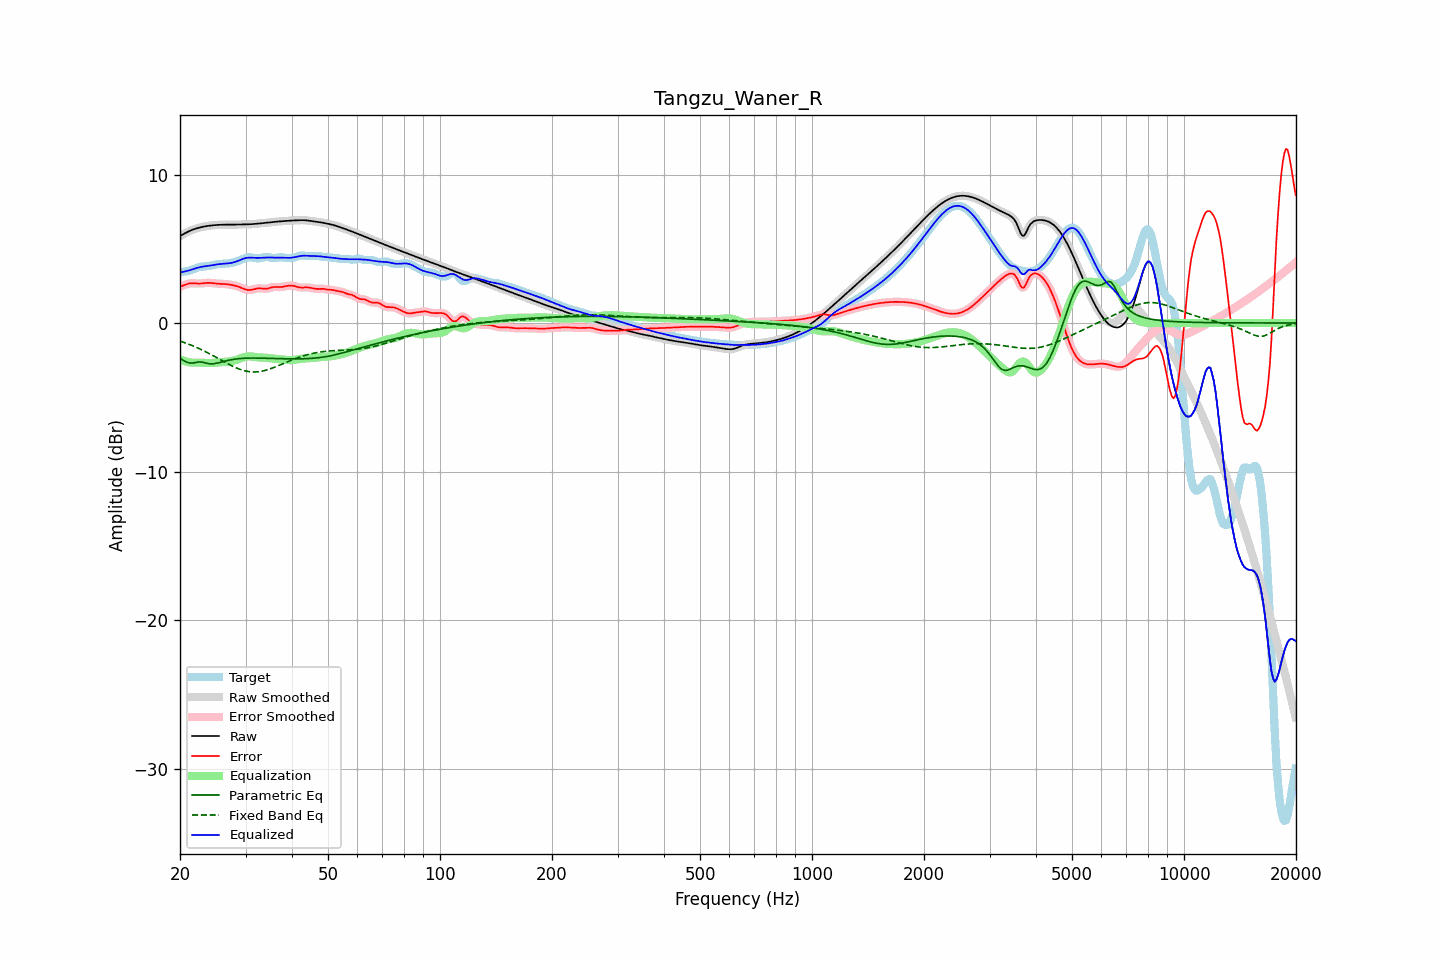 Tangzu_Waner_R
10
0
−10
−20
−30
Amplitude (dBr)
Target
Raw Smoothed
Error Smoothed
Raw
Error
Equalization
Parametric Eq
Fixed Band Eq
Equalized
20 50 100 200 500 1000 2000 5000 10000 20000
Frequency (Hz)